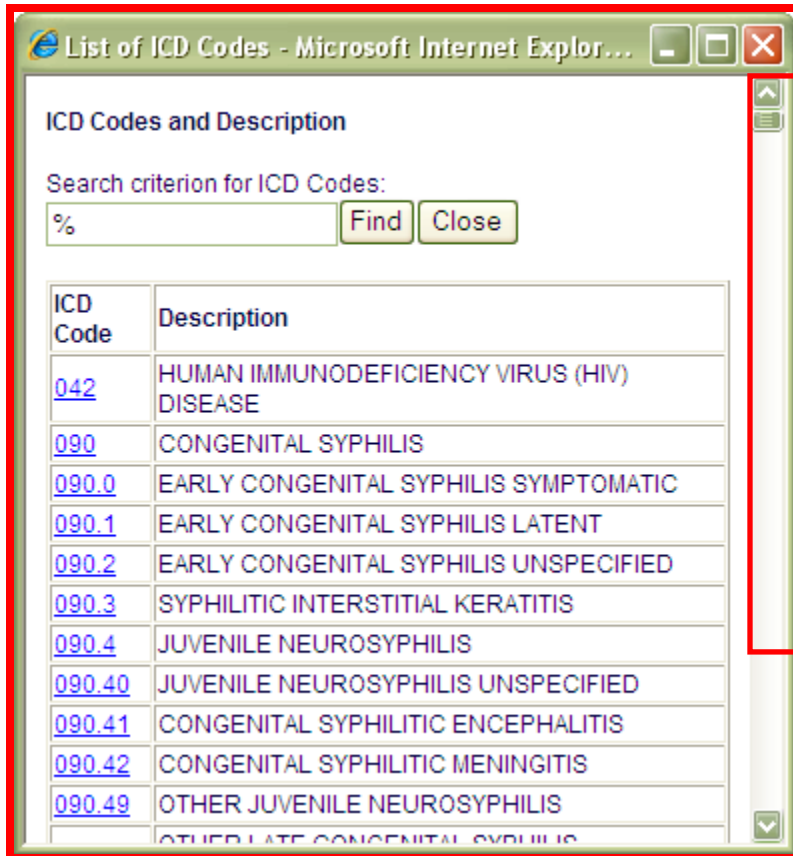 List of ICD Codes - Microsoft Internet Explor...
ICD Codes and Description
Search criterion for ICD Codes:
% Find Close
ICD
Code Description
042 HUMAN IMMUNODEFICIENCY VIRUS (HIV)
DISEASE
090 CONGENITAL SYPHILIS
090.0 EARLY CONGENITAL SYPHILIS SYMPTOMATIC
090.1 EARLY CONGENITAL SYPHILIS LATENT
090.2 EARLY CONGENITAL SYPHILIS UNSPECIFIED
090.3 SYPHILITIC INTERSTITIAL KERATITIS
090.4 JUVENILE NEUROSYPHILIS
090.40 JUVENILE NEUROSYPHILIS UNSPECIFIED
090.41 CONGENITAL SYPHILITIC ENCEPHALITIS
090.42 CONGENITAL SYPHILITIC MENINGITIS
090.49 OTHER JUVENILE NEUROSYPHILIS
OTHER LATE CONGENITAL SYPHILIS